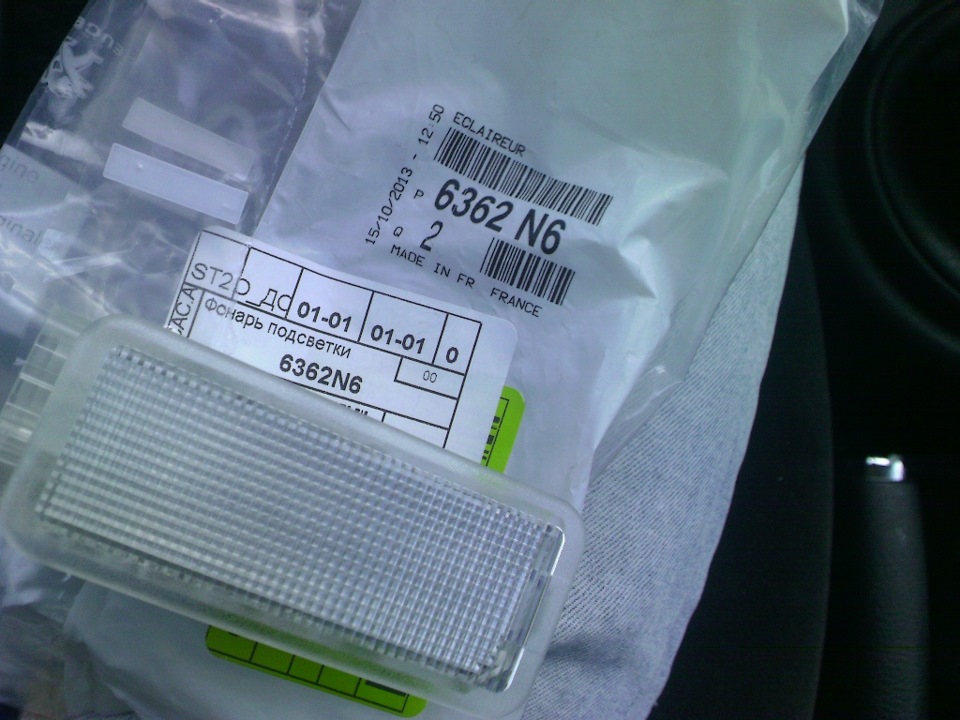 ECLAIREUR
15/10/2013 - 12:50
P
6362 N6
Q
2
MADE IN FR FRANCE
ST2
01-01
01-01
0
Фонарь подсветки
00
6362N6